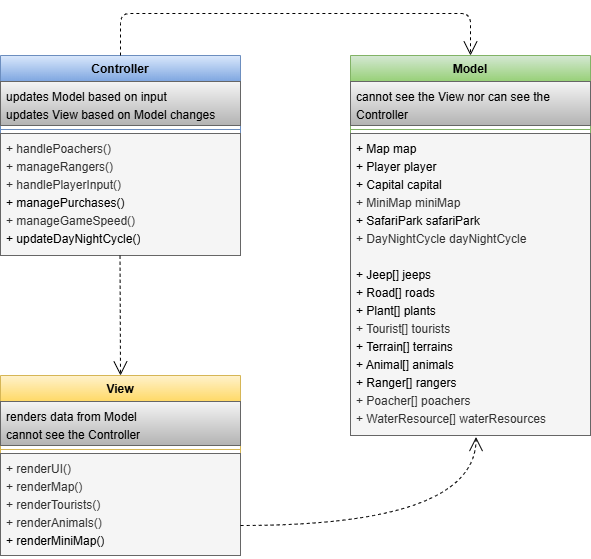 Controller
updates Model based on input
updates View based on Model changes
+ handlePoachers()
+ manageRangers()
+ handlePlayerInput()
+ managePurchases()
+ manageGameSpeed()
+ updateDayNightCycle()
Model
cannot see the View nor can see the
Controller
+ Map map
+ Player player
+ Capital capital
+ MiniMap miniMap
+ SafariPark safariPark
+ DayNightCycle dayNightCycle
+ Jeep[] jeeps
+ Road[] roads
+ Plant[] plants
+ Tourist[] tourists
+ Terrain[] terrains
+ Animal[] animals
+ Ranger[] rangers
+ Poacher[] poachers
+ WaterResource[] waterResources
View
renders data from Model
cannot see the Controller
+ renderUI()
+ renderMap()
+ renderTourists()
+ renderAnimals()
+ renderMiniMap()